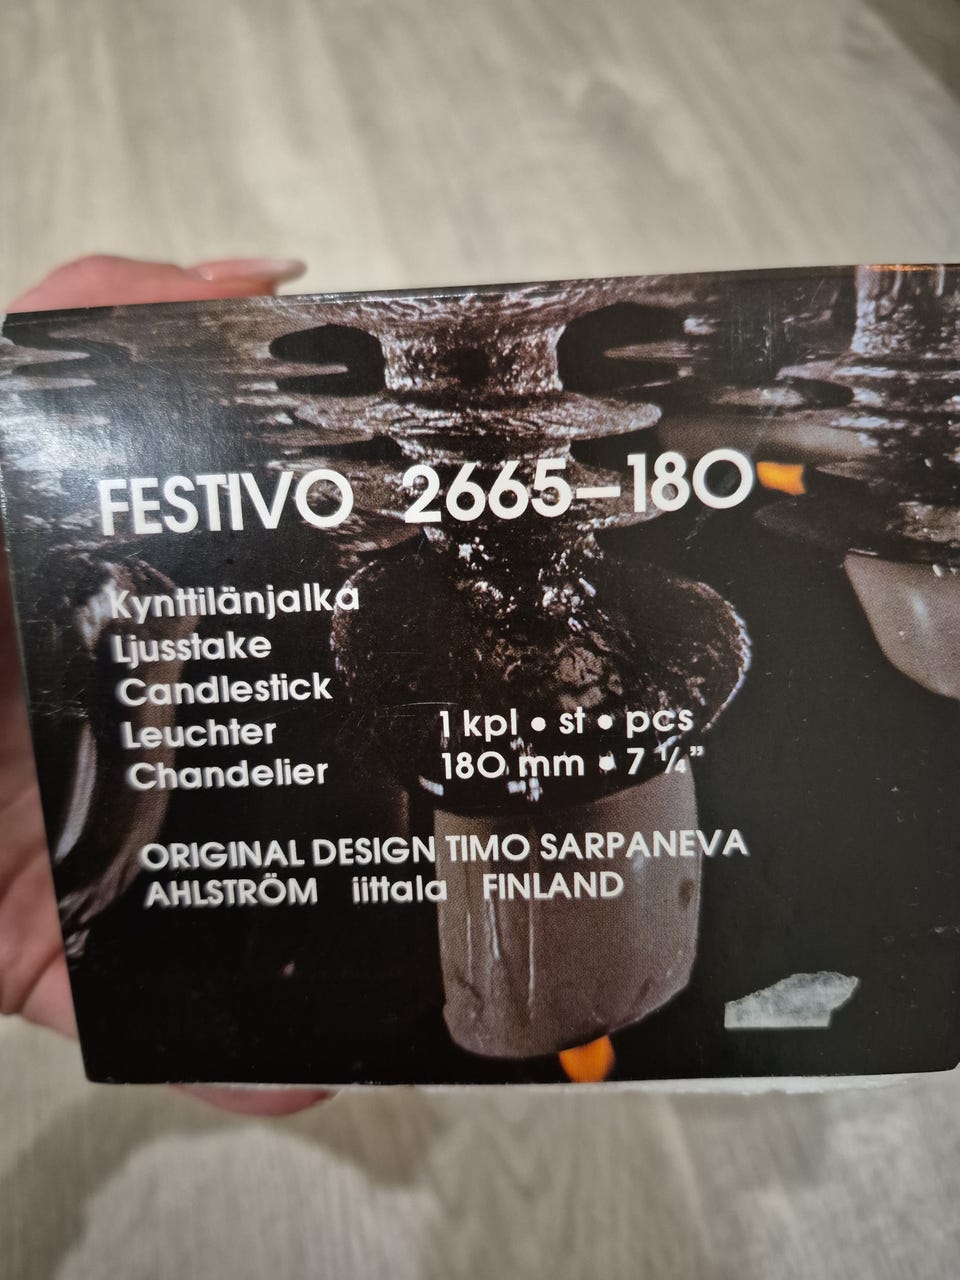 FESTIVO 2665-180
Kynttilänjalka
Ljusstake
Candlestick
Leuchter
Chandelier
1 kpl • st • pcs
180 mm • 7 ¼"
ORIGINAL DESIGN TIMO SARPANEVA
AHLSTRÖM iittala FINLAND